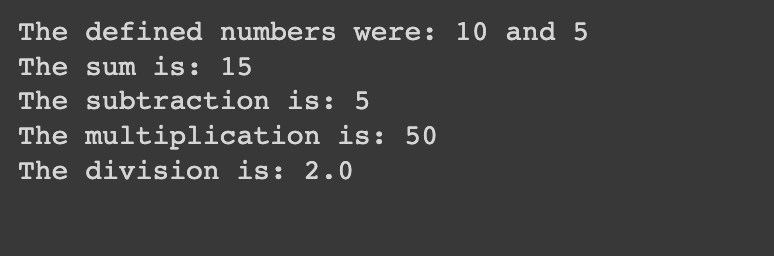 The defined numbers were: 10 and 5
The sum is: 15
The subtraction is: 5
The multiplication is: 50
The division is: 2.0